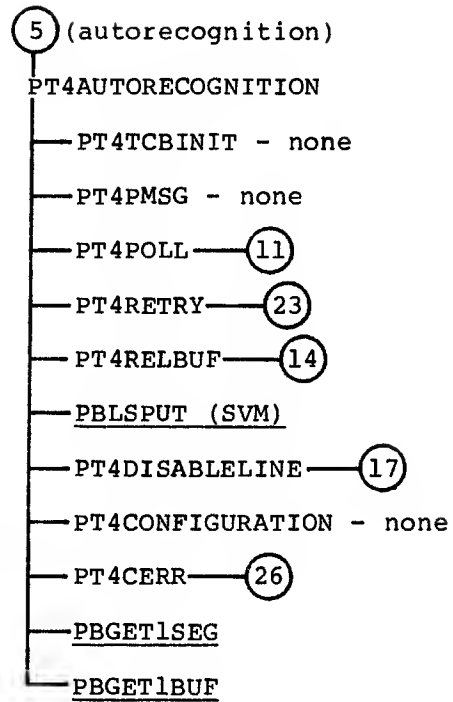 5 (autorecognition)
PT4AUTORECOGNITION
PT4TCBINIT - none
PT4PMSG - none
PT4POLL 11
PT4RETRY 23
PT4RELBUF 14
PBLSPUT (SVM)
PT4DISABLELINE 17
PT4CONFIGURATION - none
PT4CERR 26
PBGET1SEG
PBGET1BUF